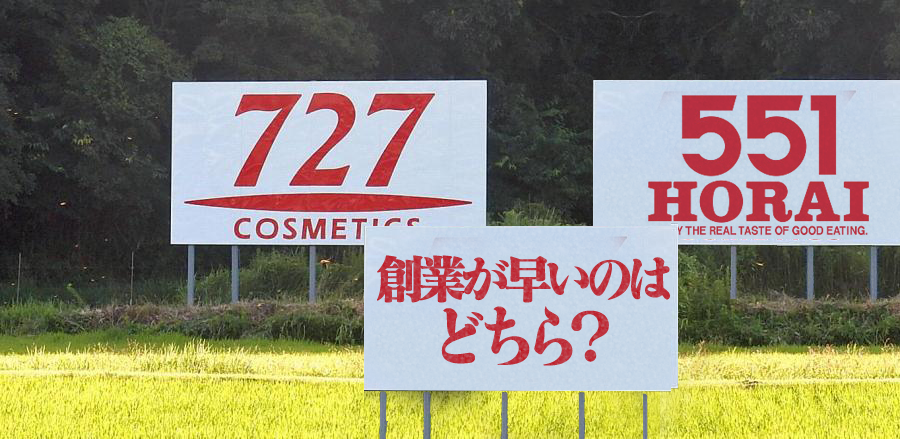 727
COSMETICS
551
HORAI
Y THE REAL TASTE OF GOOD EATING.
創業が早いのは
どちら?